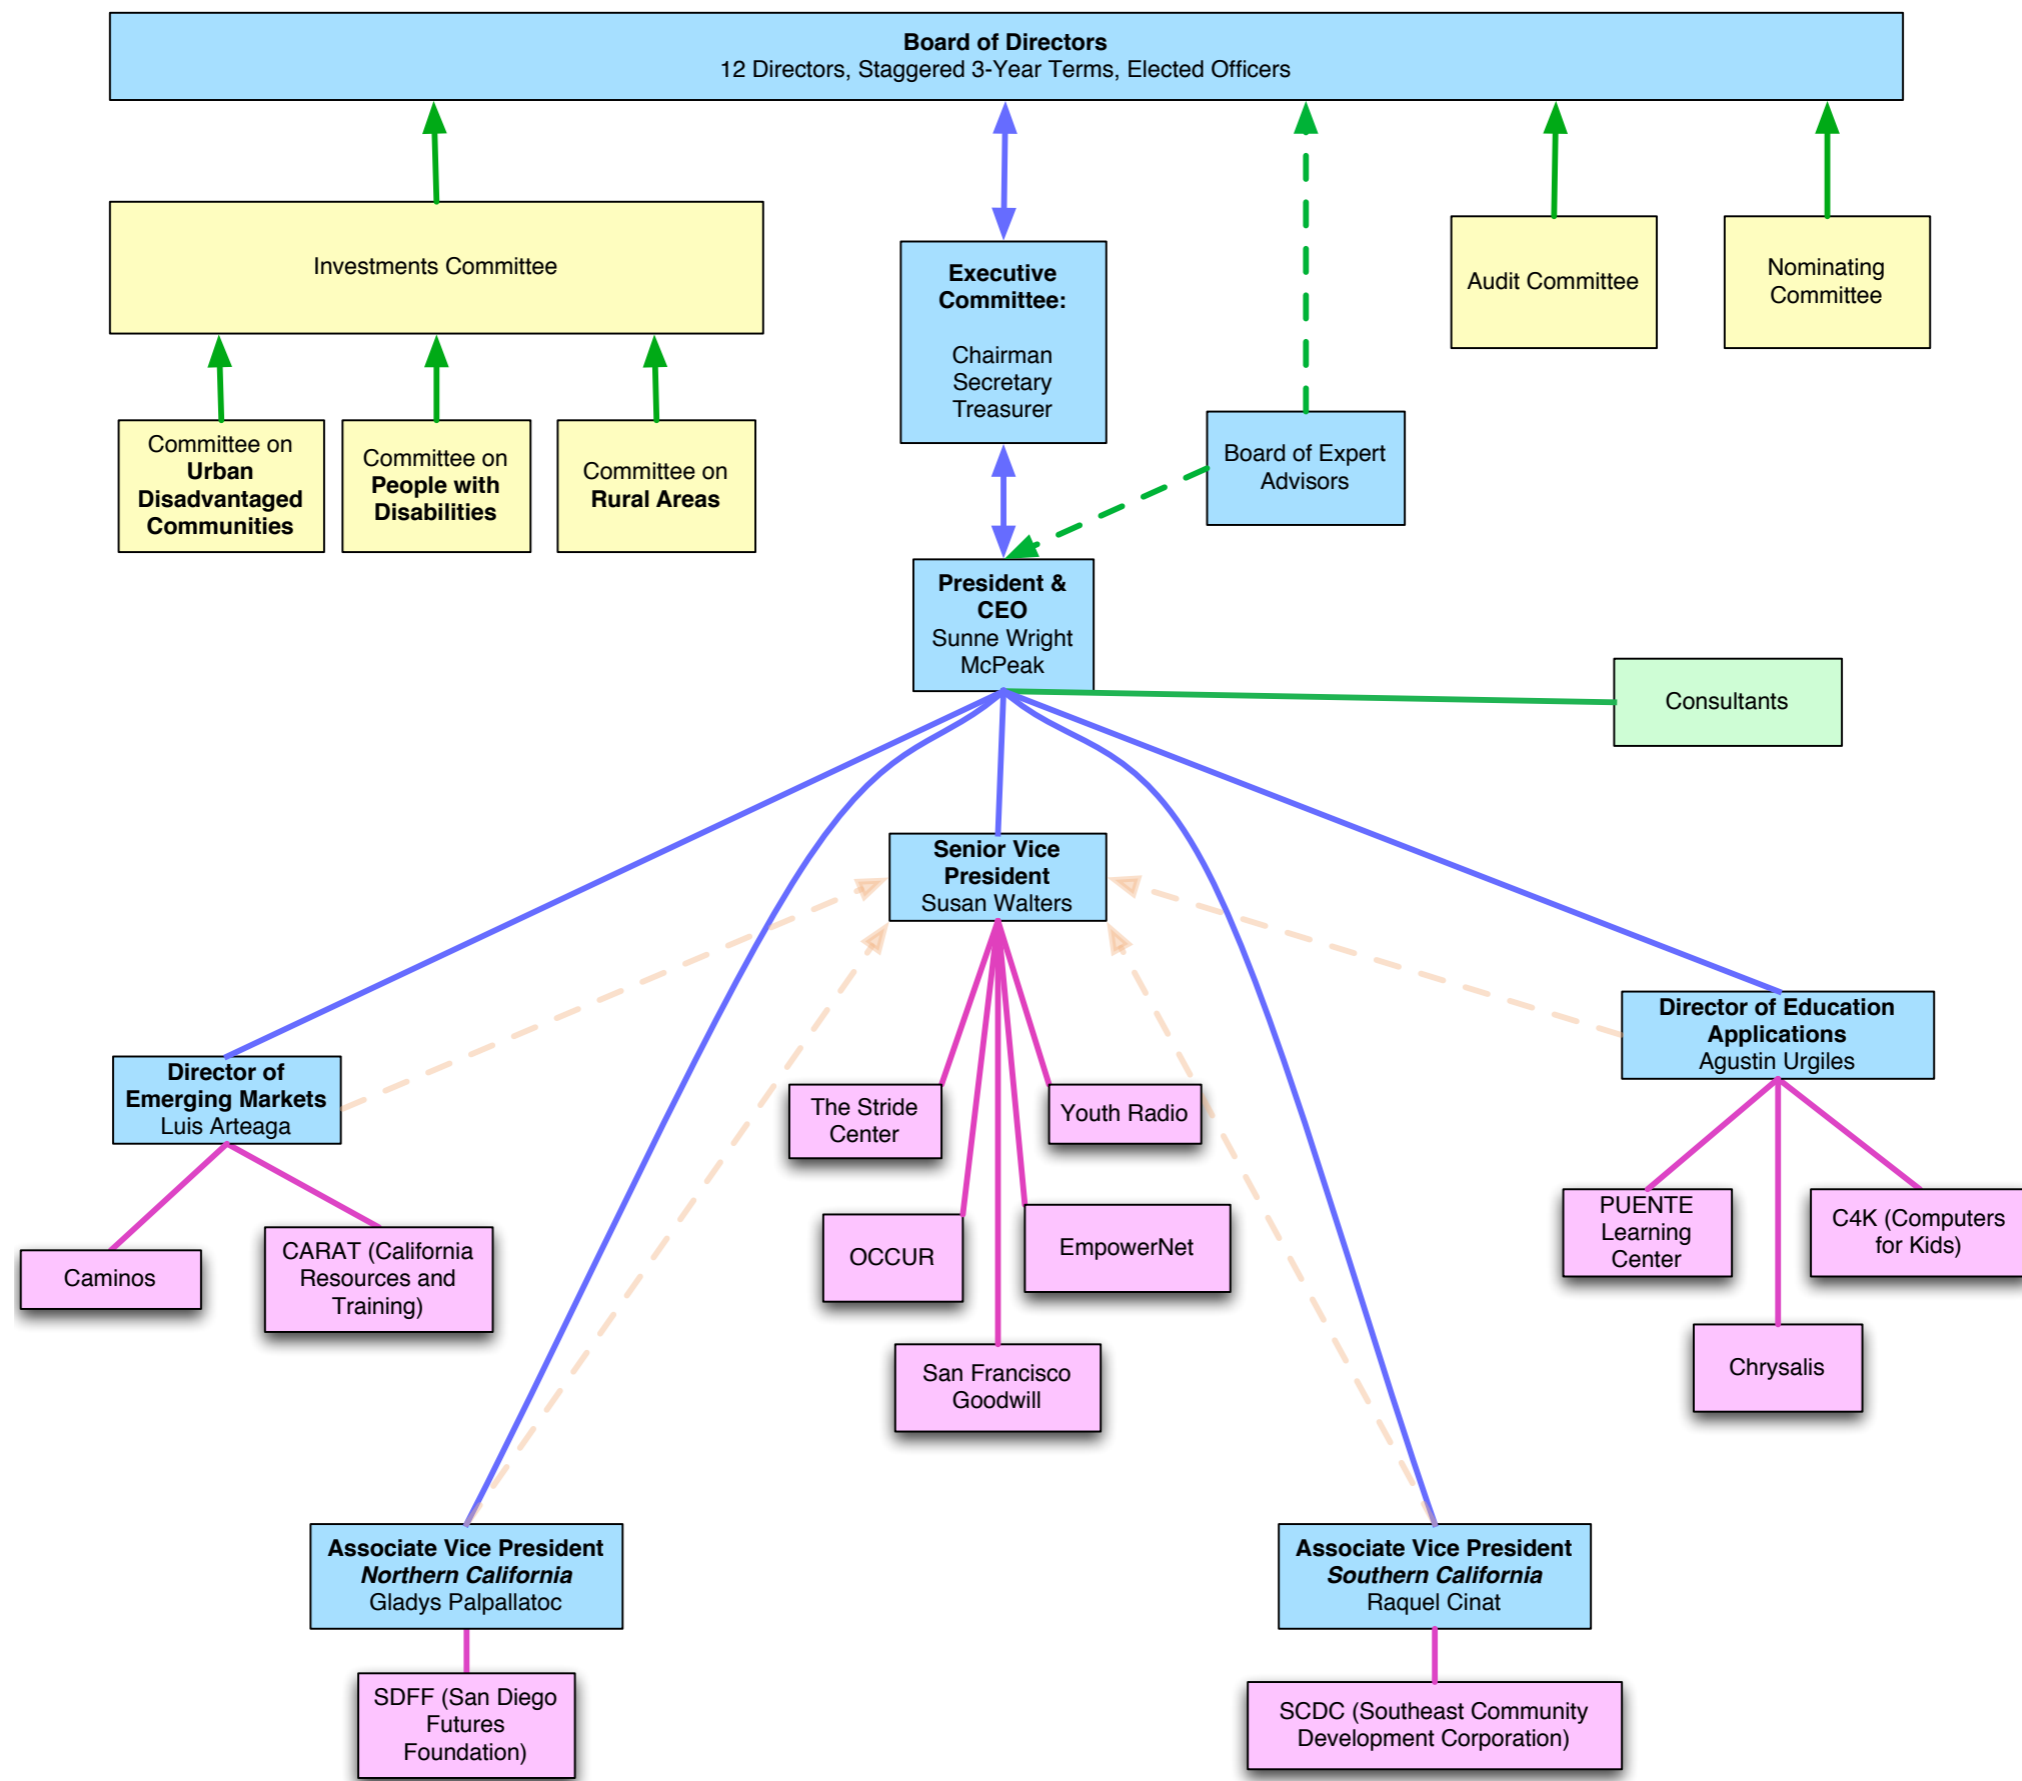 Board of Directors
12 Directors, Staggered 3-Year Terms, Elected Officers
Investments Committee
Executive
Committee:
Chairman
Secretary
Treasurer
Audit Committee
Nominating
Committee
Committee on
Urban
Disadvantaged
Communities
Committee on
People with
Disabilities
Committee on
Rural Areas
Board of Expert
Advisors
President &
CEO
Sunne Wright
McPeak
Consultants
Senior Vice
President
Susan Walters
Director of
Emerging Markets
Luis Arteaga
Director of Education
Applications
Agustin Urgiles
The Stride
Center
Youth Radio
OCCUR
EmpowerNet
San Francisco
Goodwill
Caminos
CARAT (California
Resources and
Training)
PUENTE
Learning
Center
C4K (Computers
for Kids)
Chrysalis
Associate Vice President
Northern California
Gladys Palpallatoc
Associate Vice President
Southern California
Raquel Cinat
SDFF (San Diego
Futures
Foundation)
SCDC (Southeast Community
Development Corporation)